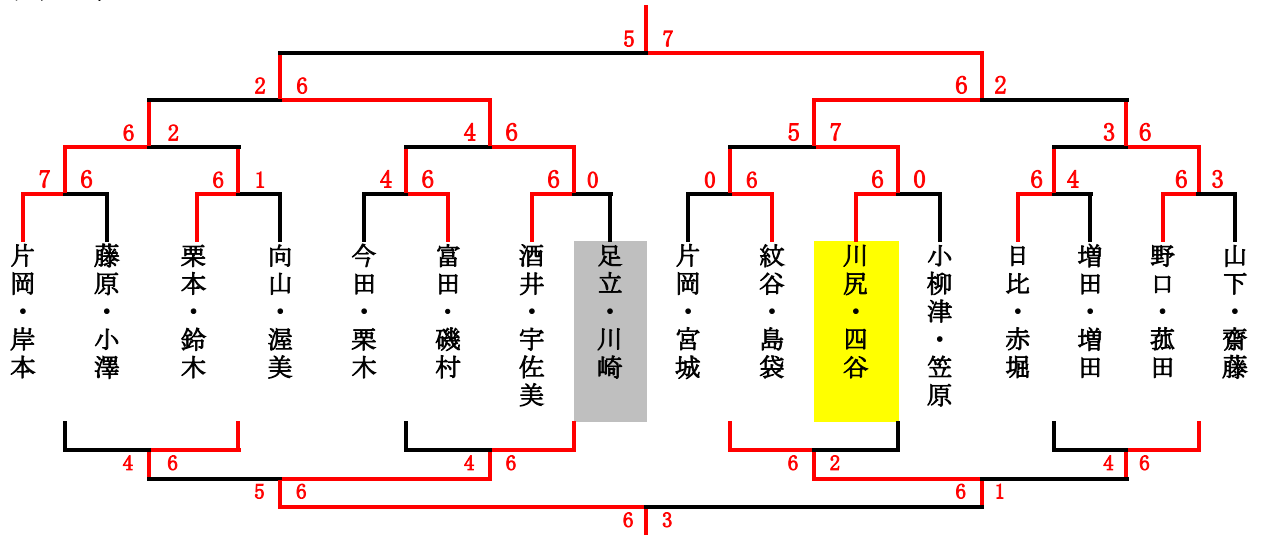 5 7
2 6
6 2
6 2
4 6
5 7
3 6
7 6
6 1
4 6
6 0
0 6
6 0
6 4
6 3
片岡・岸本
藤原・小澤
栗本・鈴木
向山・渥美
今田・栗木
富田・磯村
酒井・宇佐美
足立・川崎
片岡・宮城
紋谷・島袋
川尻・四谷
小柳津・笠原
日比・赤堀
増田・増田
野口・菰田
山下・齋藤
4 6
4 6
6 2
4 6
5 6
6 1
6 3